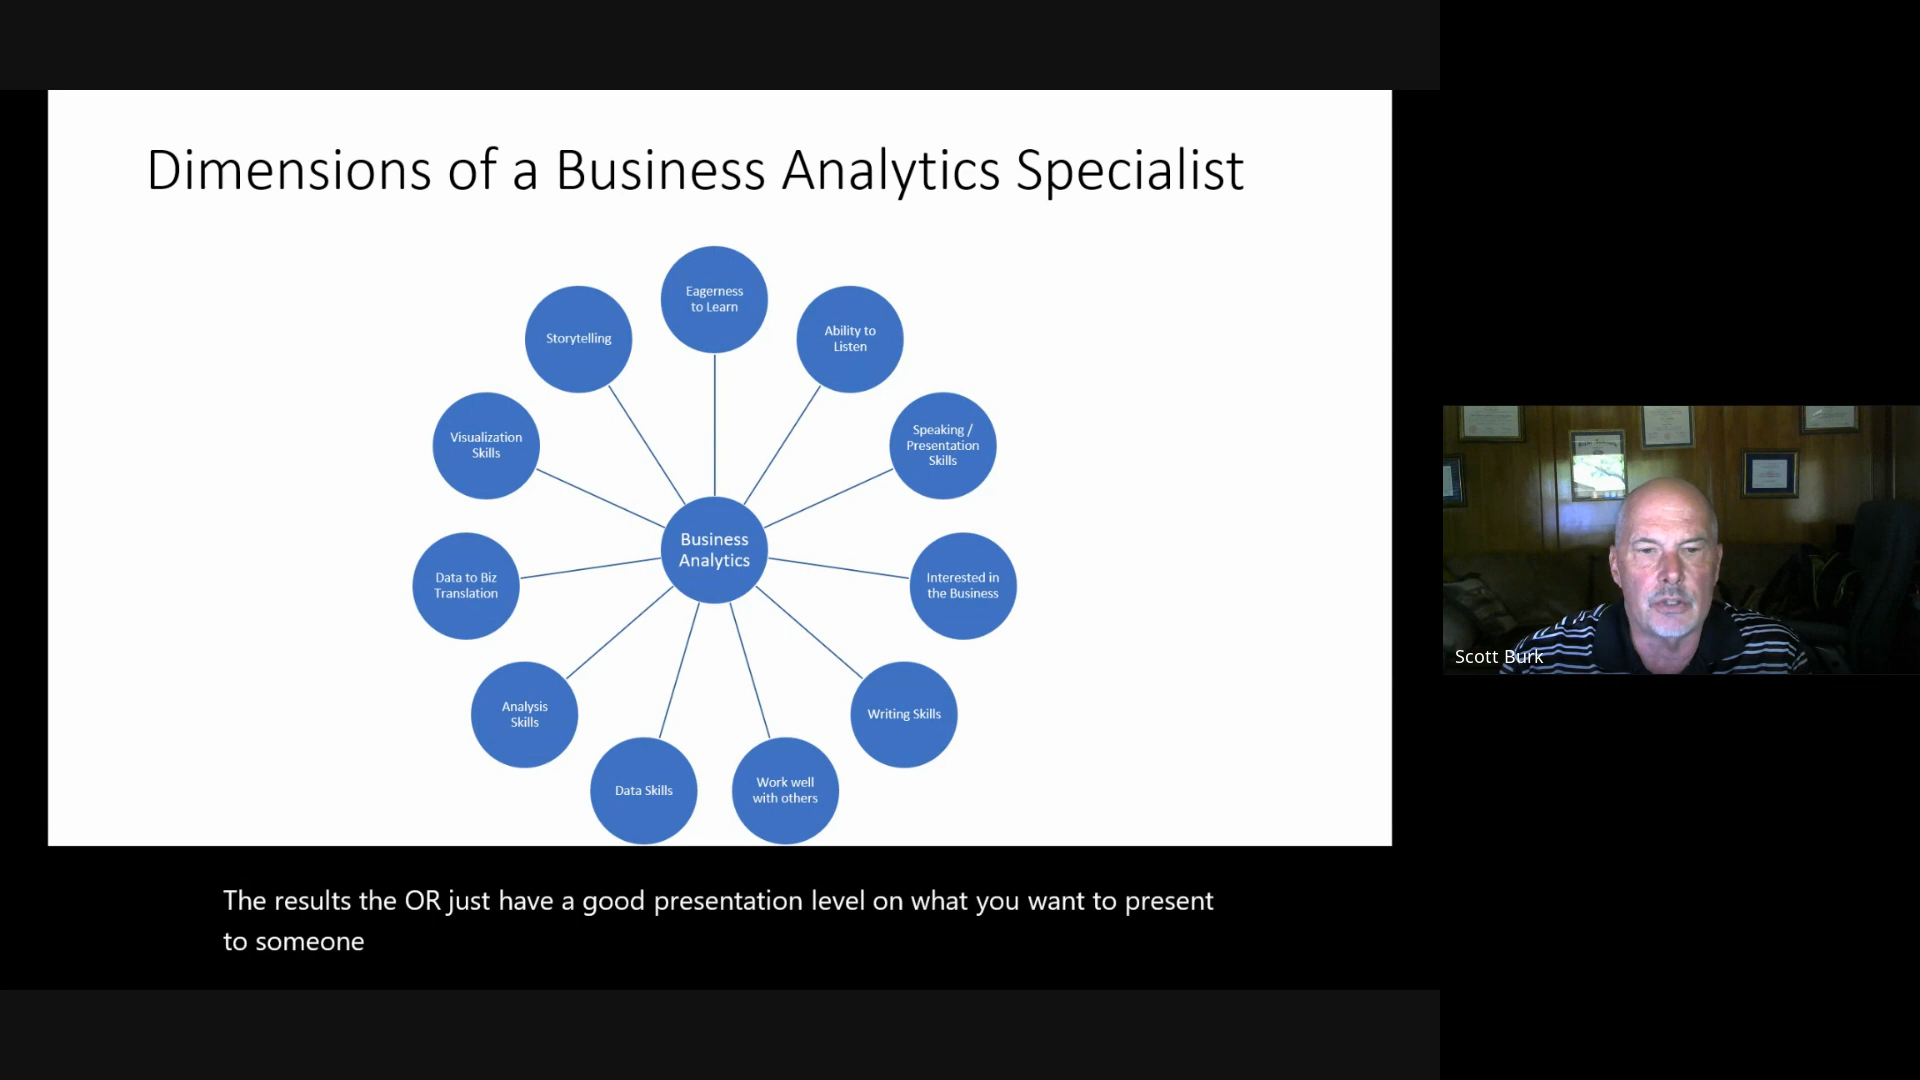 Dimensions of a Business Analytics Specialist
Eagerness
to Learn
Ability to
Listen
Speaking /
Presentation
Skills
Interested in
the Business
Writing Skills
Work well
with others
Data Skills
Analysis
Skills
Data to Biz
Translation
Visualization
Skills
Storytelling
Business
Analytics
Scott Burk
The results the OR just have a good presentation level on what you want to present
to someone